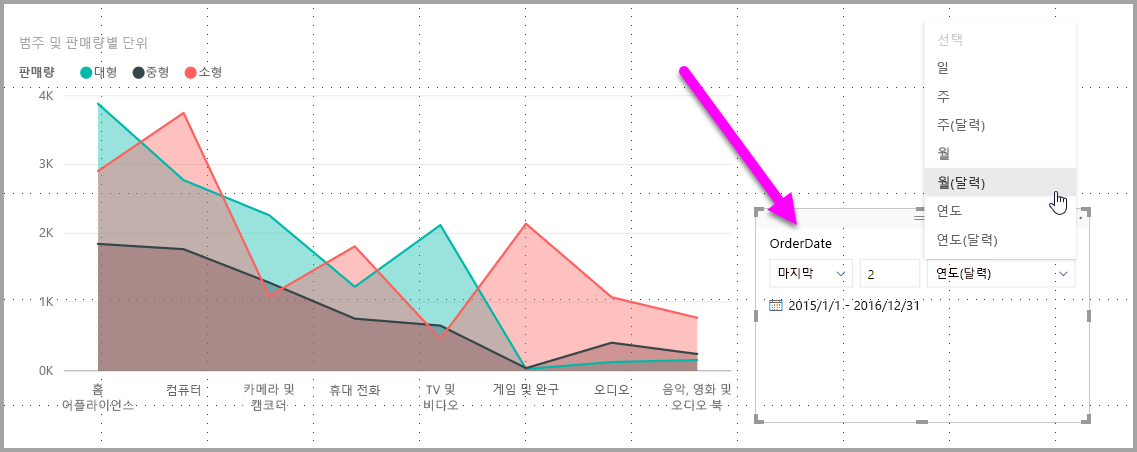 범주 및 판매량별 단위
판매량 대형 중형 소형
4K
3K
2K
1K
0K
홈
어플라이언스
컴퓨터
카메라 및
캠코더
휴대 전화
TV 및
비디오
게임 및 완구
오디오
음악, 영화 및
오디오 북
선택
일
주
주(달력)
월
월(달력)
연도
연도(달력)
OrderDate
마지막 2 연도(달력)
2015/1/1 - 2016/12/31